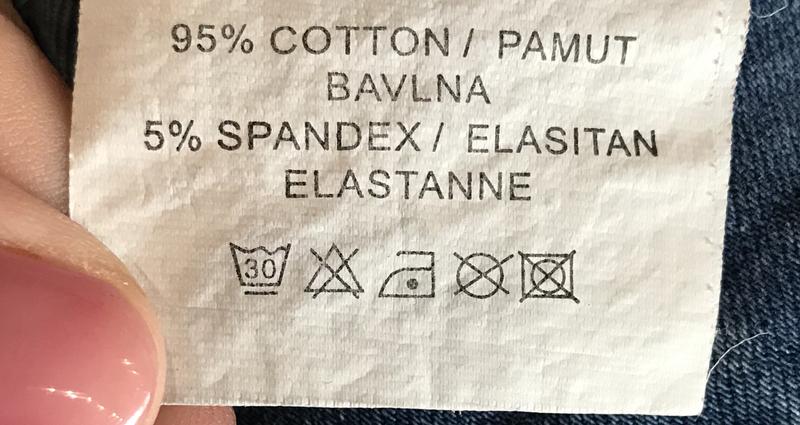 95% COTTON / PAMUT
BAVLNA
5% SPANDEX / ELASITAN
ELASTANNE
30